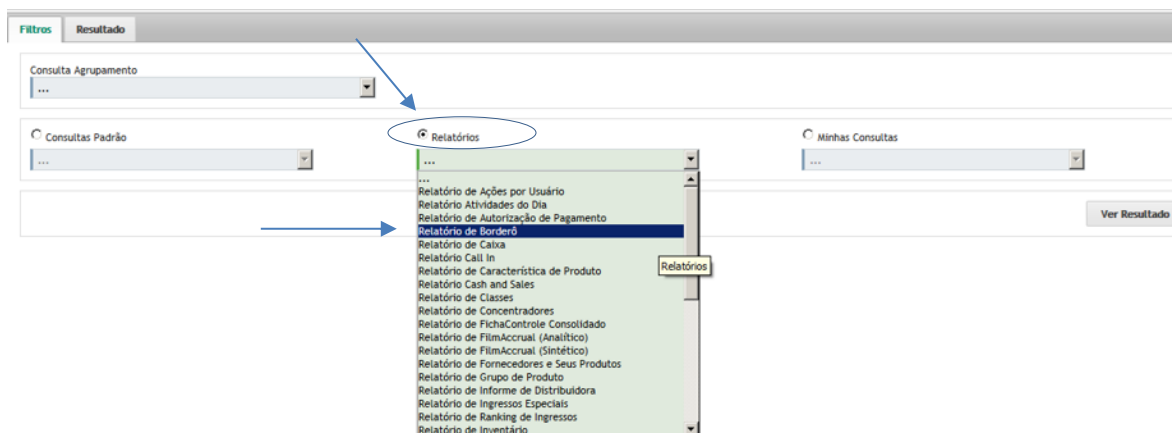 Filtros Resultado
Consulta Agrupamento
...
Consultas Padrão Relatórios Minhas Consultas
... ... ...
...
Relatório de Ações por Usuário
Relatório Atividades do Dia
Relatório de Autorização de Pagamento
Relatório de Borderô
Relatório de Caixa
Relatório Call In
Relatório de Característica de Produto
Relatório Cash and Sales
Relatório de Classes
Relatório de Concentradores
Relatório de FichaControle Consolidado
Relatório de FilmAccrual (Analítico)
Relatório de FilmAccrual (Sintético)
Relatório de Fornecedores e Seus Produtos
Relatório de Grupo de Produto
Relatório de Informe de Distribuidora
Relatório de Ingressos Especiais
Relatório de Ranking de Ingressos
Relatório de Inventário
Relatórios
Ver Resultado